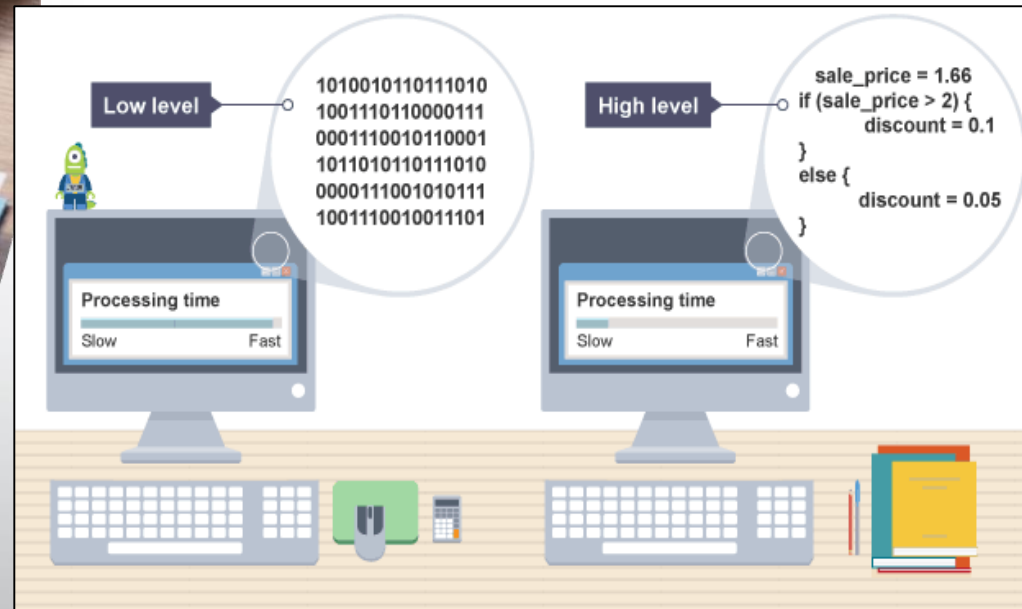 Low level
1010010110111010
1001110110000111
0001110010110001
1011010110111010
0000111001010111
1001110010011101
Processing time
Slow Fast
High level
sale_price = 1.66
if (sale_price > 2) {
discount = 0.1
}
else {
discount = 0.05
}
Processing time
Slow Fast